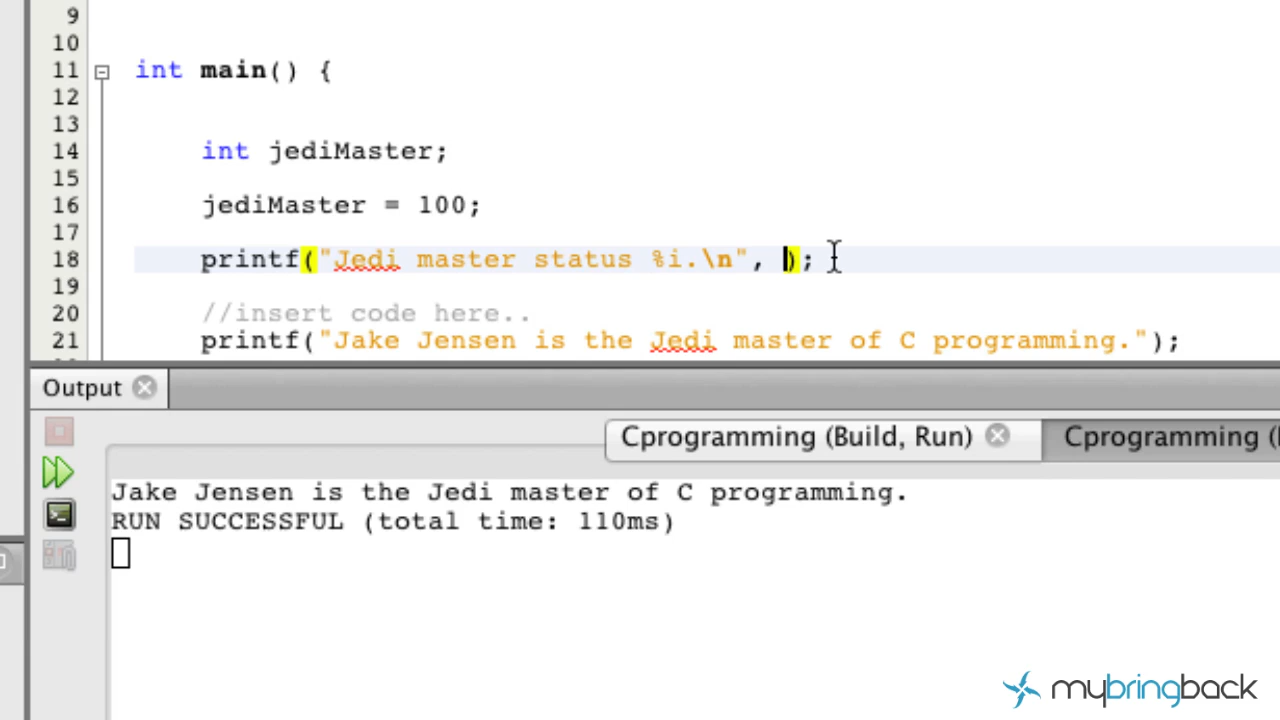 9
10
11 int main() {
12
13
14 int jediMaster;
15
16 jediMaster = 100;
17
18 printf("Jedi master status %i.\n", );
19
20 //insert code here..
21 printf("Jake Jensen is the Jedi master of C programming.");
Output
Cprogramming (Build, Run) Cprogramming (
Jake Jensen is the Jedi master of C programming.
RUN SUCCESSFUL (total time: 110ms)
mybringback